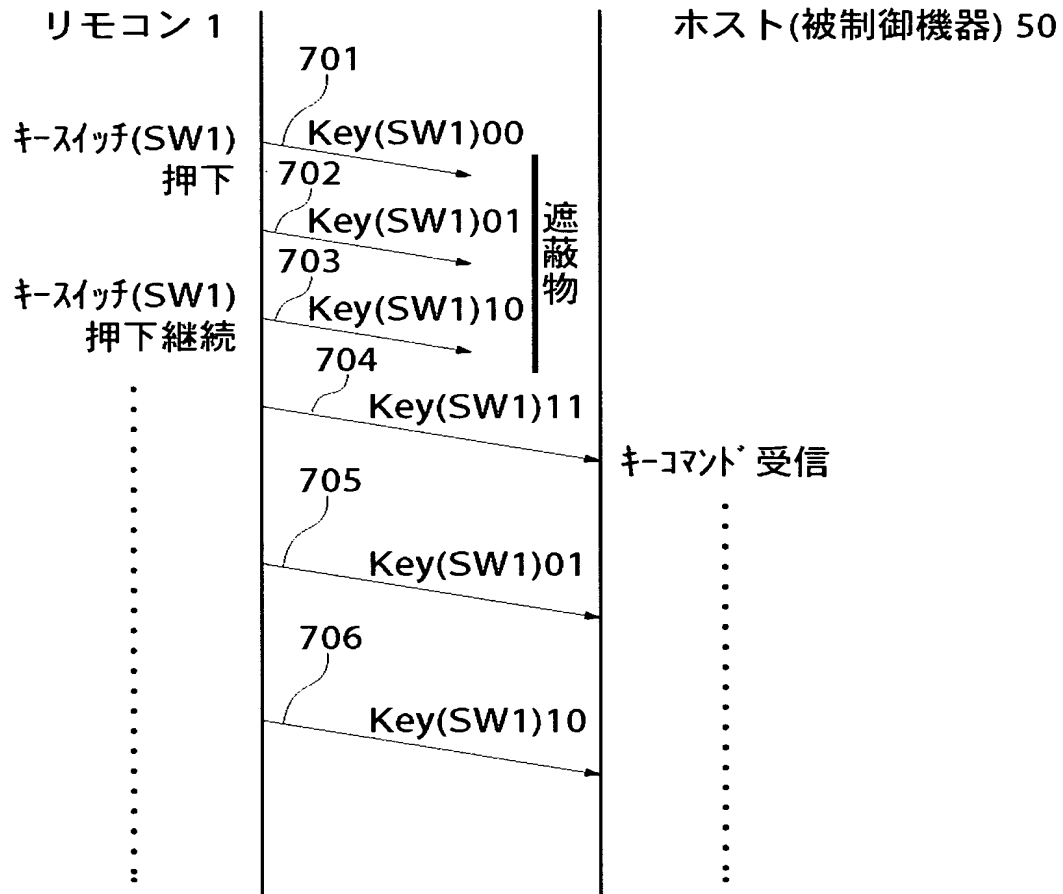 リモコン 1
ホスト(被制御機器) 50
701
キースイッチ(SW1)
押下
Key(SW1)00
702
Key(SW1)01
遮蔽物
703
キースイッチ(SW1)
押下継続
Key(SW1)10
704
Key(SW1)11
キーコマンド 受信
705
Key(SW1)01
706
Key(SW1)10